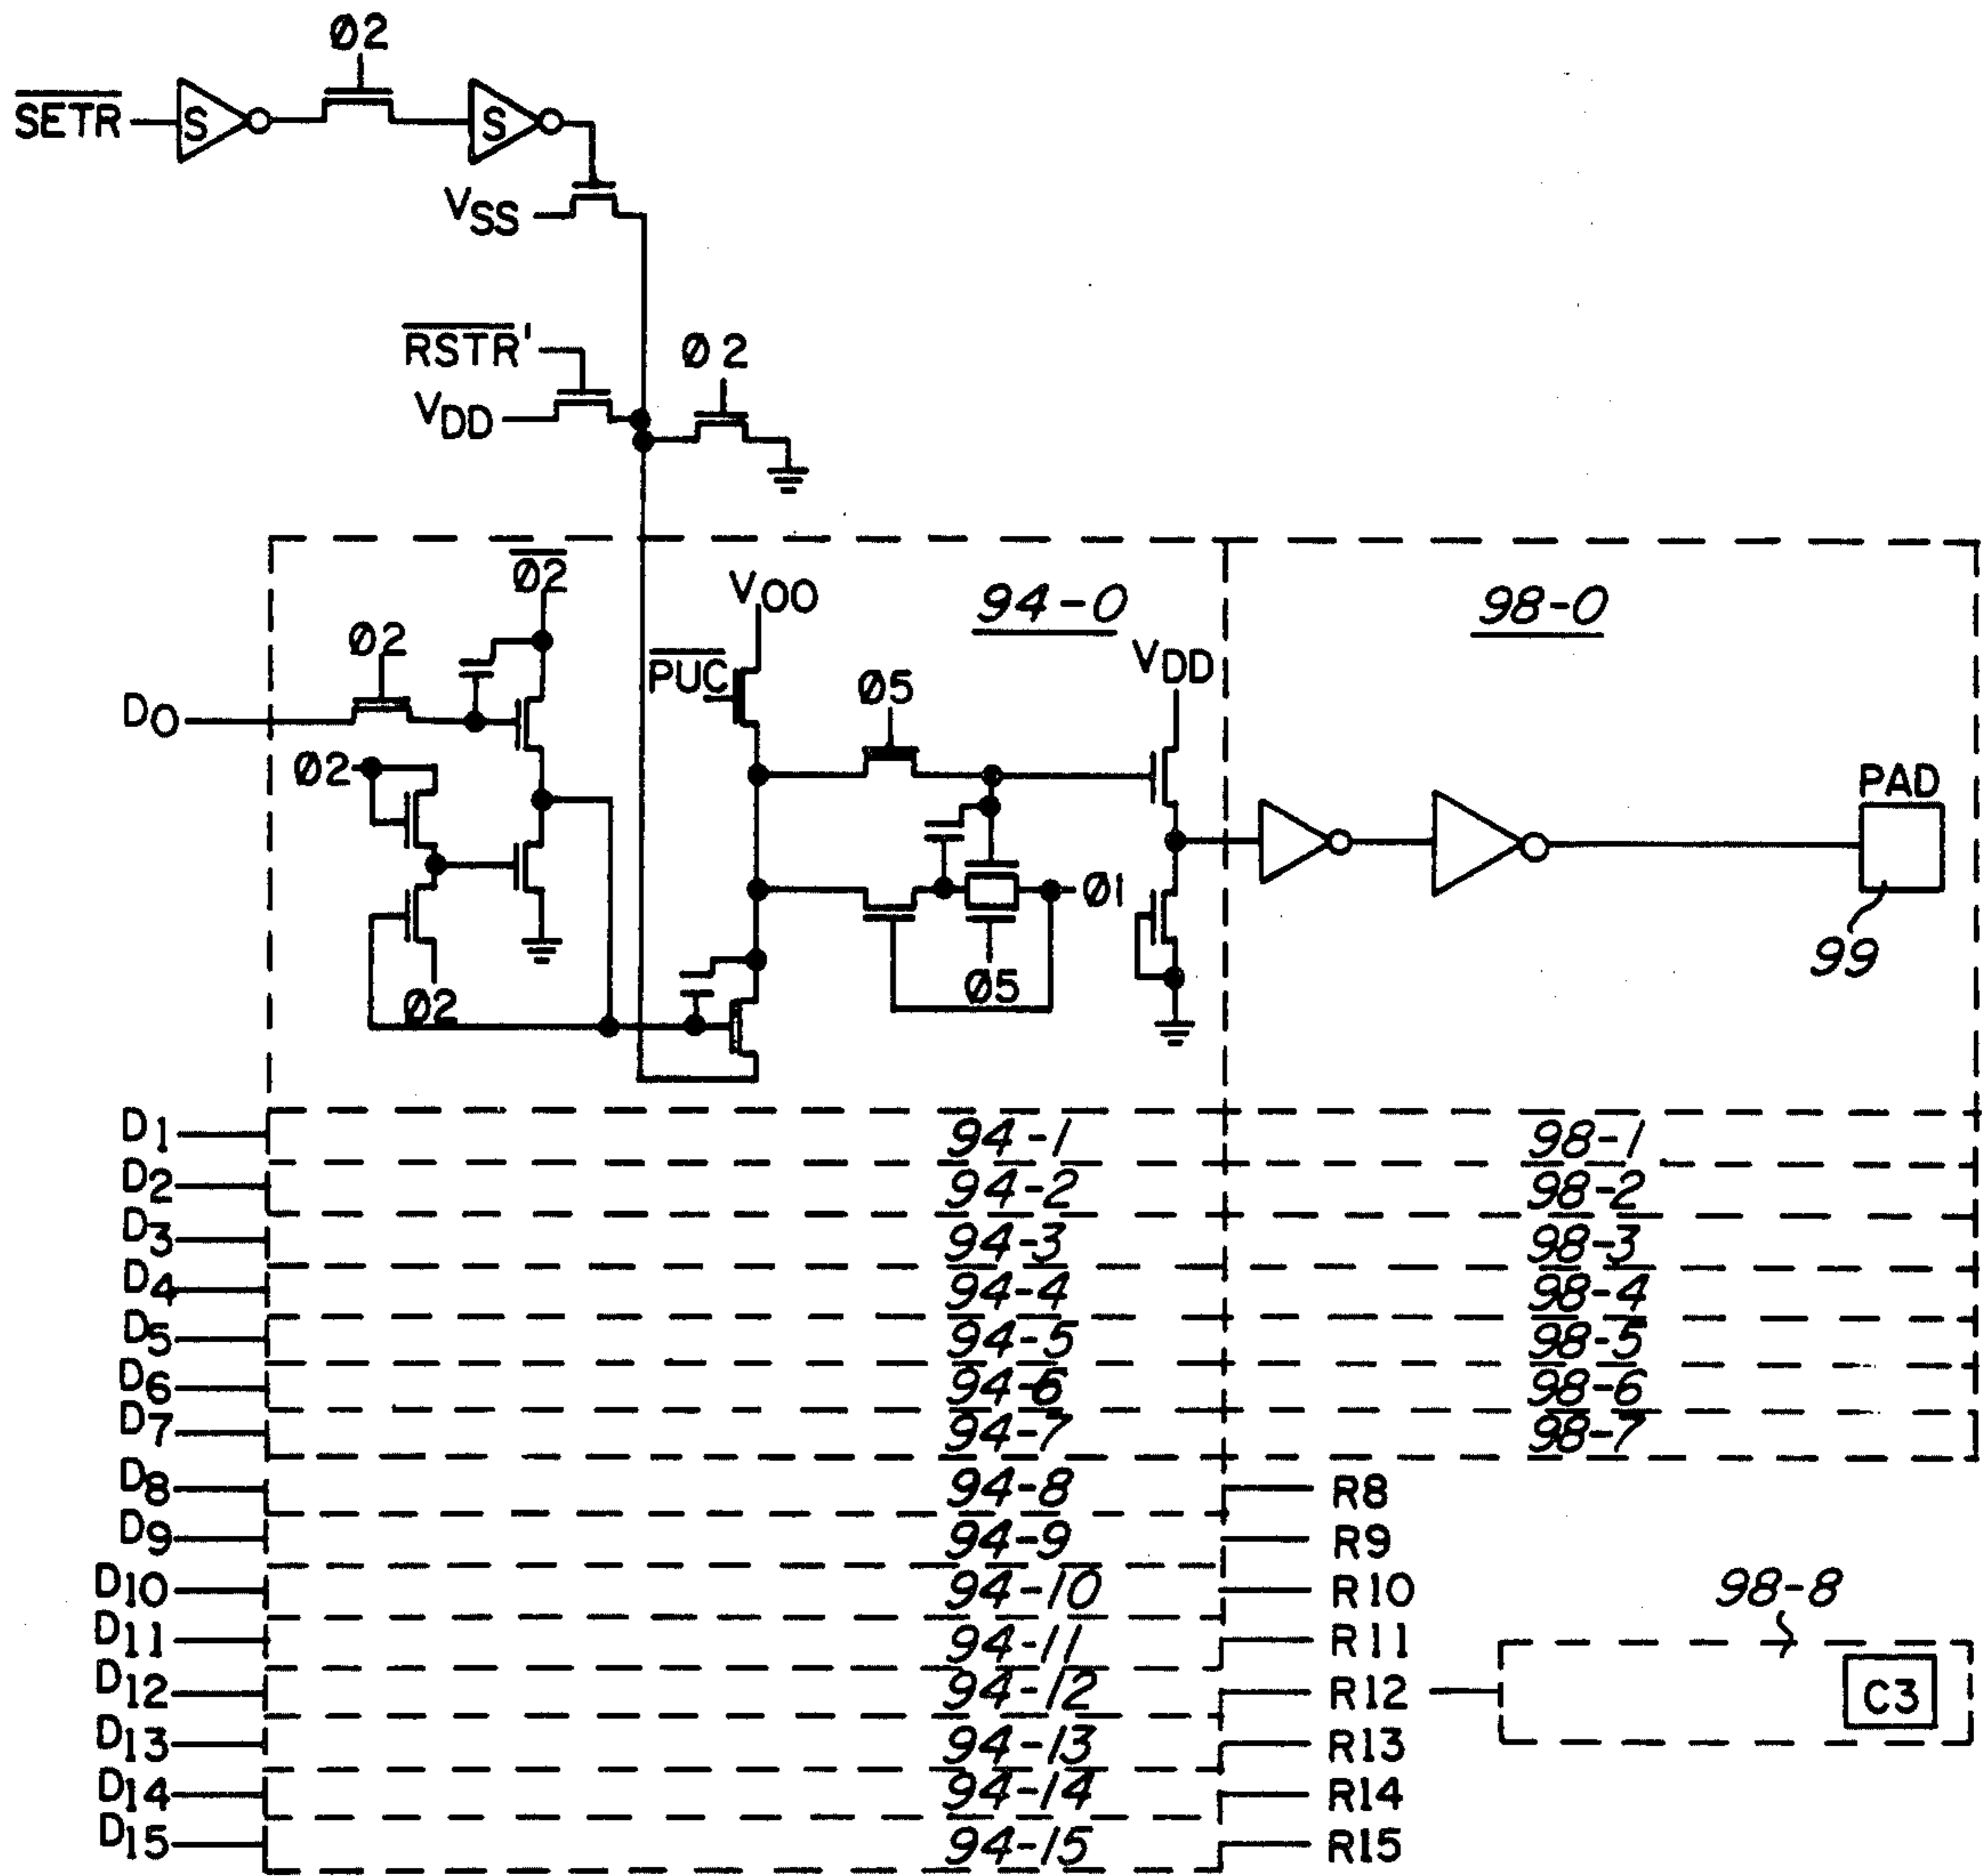 Ø2
SETR
S
S
VSS
RSTR'
Ø2
VDD
Ø2
VOO
94-0
98-0
Ø2
PUC
VDD
Ø5
DO
Ø2
PAD
Ø1
99
Ø2
Ø5
D1 94-1 98-1
D2 94-2 98-2
D3 94-3 98-3
D4 94-4 98-4
D5 94-5 98-5
D6 94-6 98-6
D7 94-7 98-7
D8 94-8 R8
D9 94-9 R9
D10 94-10 R10 98-8
D11 94-11 R11
D12 94-12 R12 C3
D13 94-13 R13
D14 94-14 R14
D15 94-15 R15